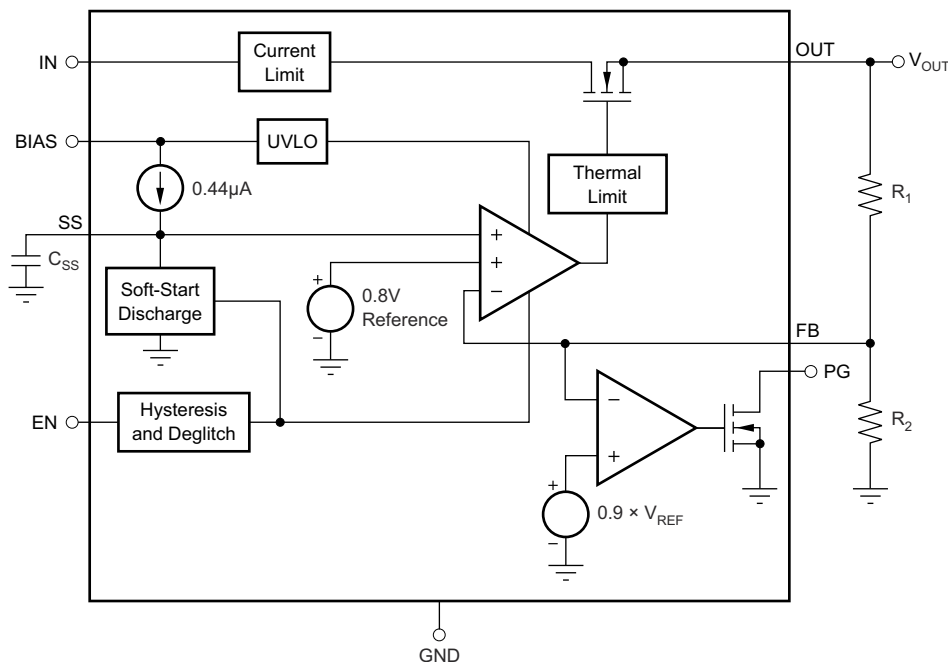 IN
Current
Limit
OUT
V_OUT
BIAS
UVLO
0.44µA
Thermal
Limit
R_1
SS
C_SS
+
+
−
Soft-Start
Discharge
+
−
0.8V
Reference
FB
PG
EN
Hysteresis
and Deglitch
−
+
R_2
+
−
0.9 × V_REF
GND